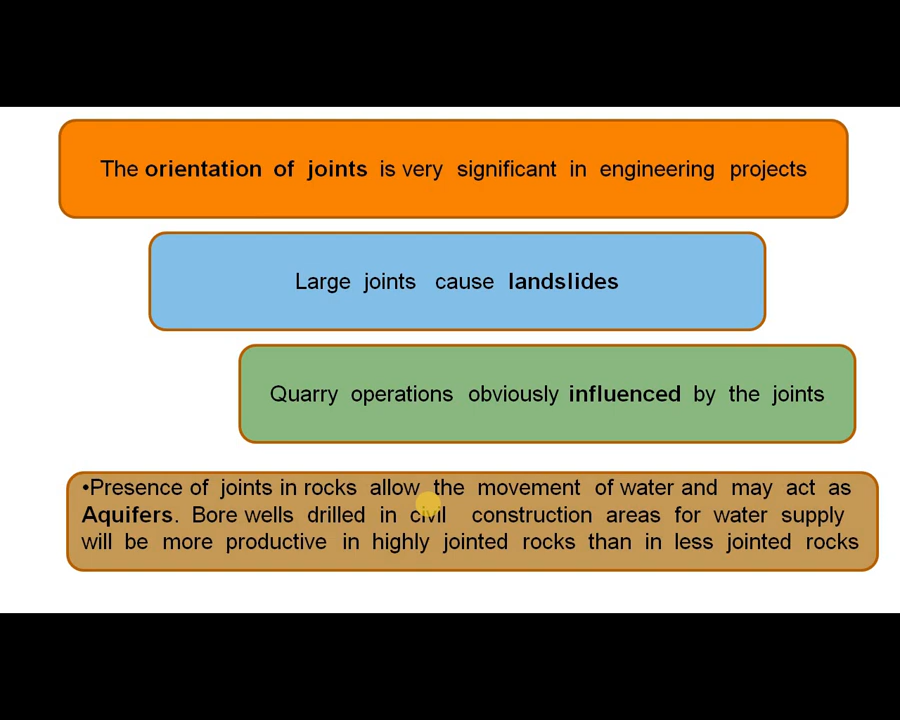 The orientation of joints is very significant in engineering projects
Large joints cause landslides
Quarry operations obviously influenced by the joints
•Presence of joints in rocks allow the movement of water and may act as
Aquifers. Bore wells drilled in civil construction areas for water supply
will be more productive in highly jointed rocks than in less jointed rocks